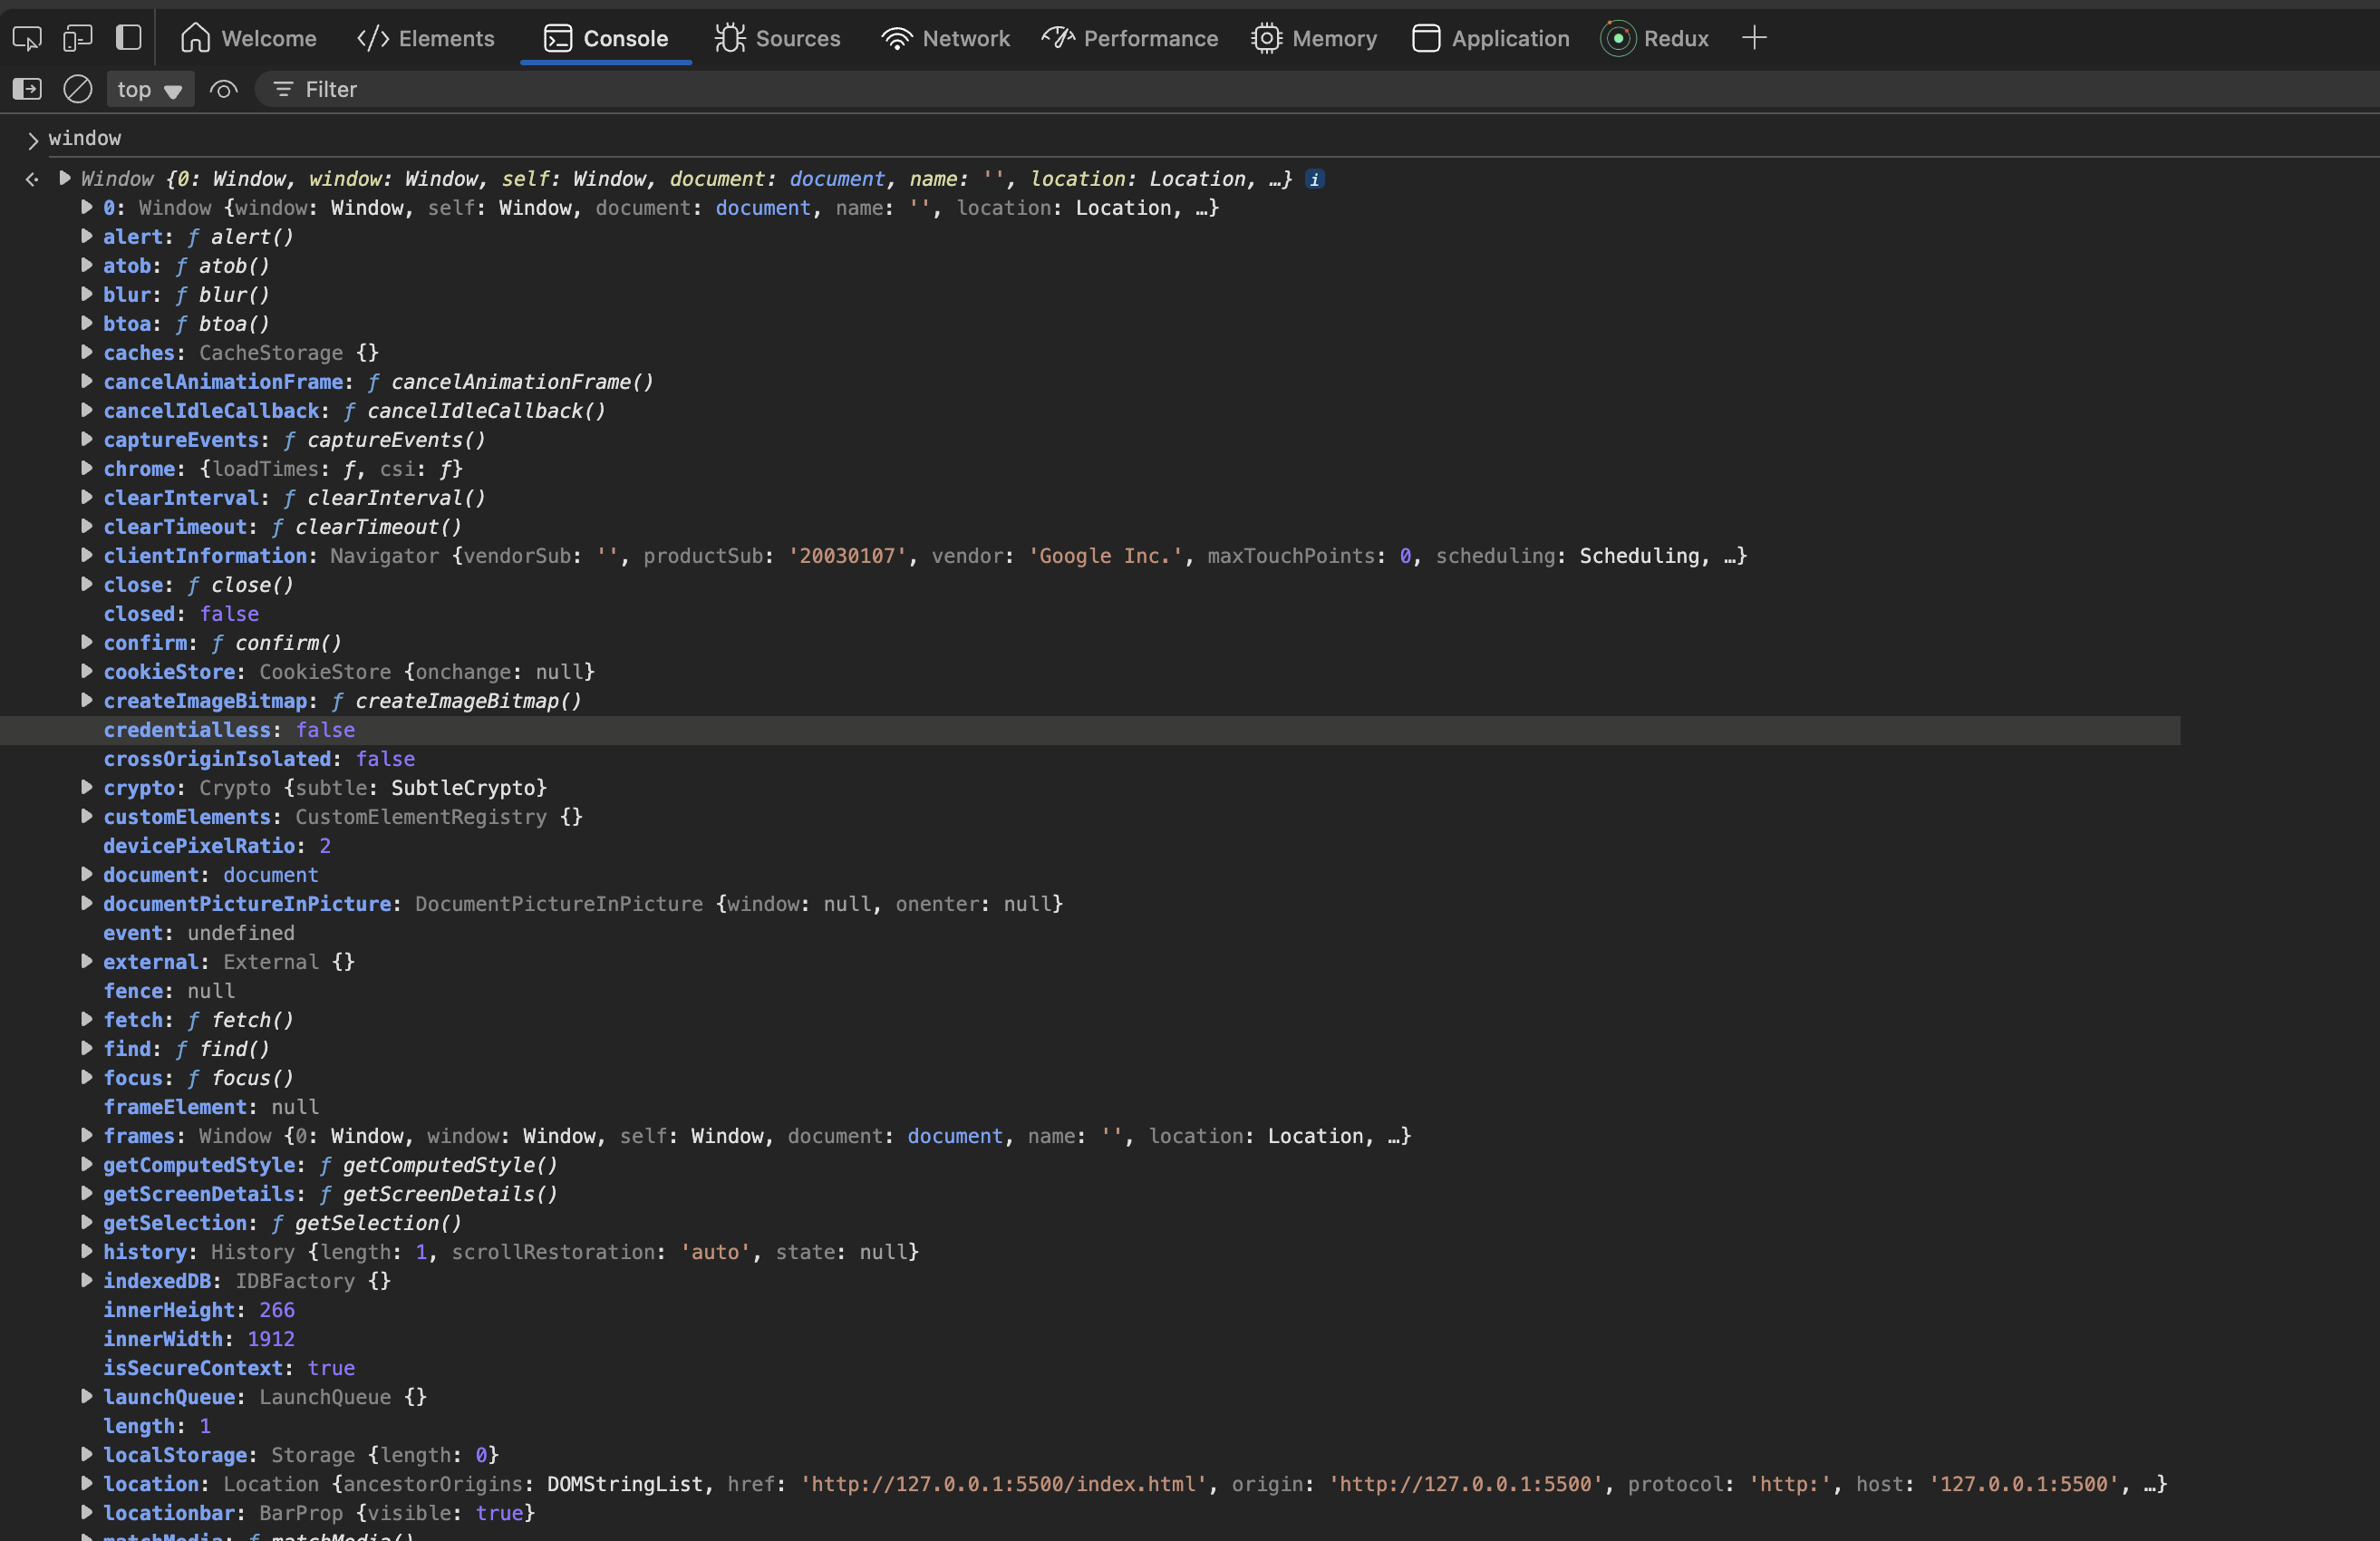 Welcome Elements Console Sources Network Performance Memory Application Redux
top Filter
window
Window {0: Window, window: Window, self: Window, document: document, name: '', location: Location, …} i
0: Window {window: Window, self: Window, document: document, name: '', location: Location, …}
alert: ƒ alert()
atob: ƒ atob()
blur: ƒ blur()
btoa: ƒ btoa()
caches: CacheStorage {}
cancelAnimationFrame: ƒ cancelAnimationFrame()
cancelIdleCallback: ƒ cancelIdleCallback()
captureEvents: ƒ captureEvents()
chrome: {loadTimes: ƒ, csi: ƒ}
clearInterval: ƒ clearInterval()
clearTimeout: ƒ clearTimeout()
clientInformation: Navigator {vendorSub: '', productSub: '20030107', vendor: 'Google Inc.', maxTouchPoints: 0, scheduling: Scheduling, …}
close: ƒ close()
closed: false
confirm: ƒ confirm()
cookieStore: CookieStore {onchange: null}
createImageBitmap: ƒ createImageBitmap()
credentialless: false
crossOriginIsolated: false
crypto: Crypto {subtle: SubtleCrypto}
customElements: CustomElementRegistry {}
devicePixelRatio: 2
document: document
documentPictureInPicture: DocumentPictureInPicture {window: null, onenter: null}
event: undefined
external: External {}
fence: null
fetch: ƒ fetch()
find: ƒ find()
focus: ƒ focus()
frameElement: null
frames: Window {0: Window, window: Window, self: Window, document: document, name: '', location: Location, …}
getComputedStyle: ƒ getComputedStyle()
getScreenDetails: ƒ getScreenDetails()
getSelection: ƒ getSelection()
history: History {length: 1, scrollRestoration: 'auto', state: null}
indexedDB: IDBFactory {}
innerHeight: 266
innerWidth: 1912
isSecureContext: true
launchQueue: LaunchQueue {}
length: 1
localStorage: Storage {length: 0}
location: Location {ancestorOrigins: DOMStringList, href: 'http://127.0.0.1:5500/index.html', origin: 'http://127.0.0.1:5500', protocol: 'http:', host: '127.0.0.1:5500', …}
locationbar: BarProp {visible: true}
matchMedia: ƒ matchMedia()